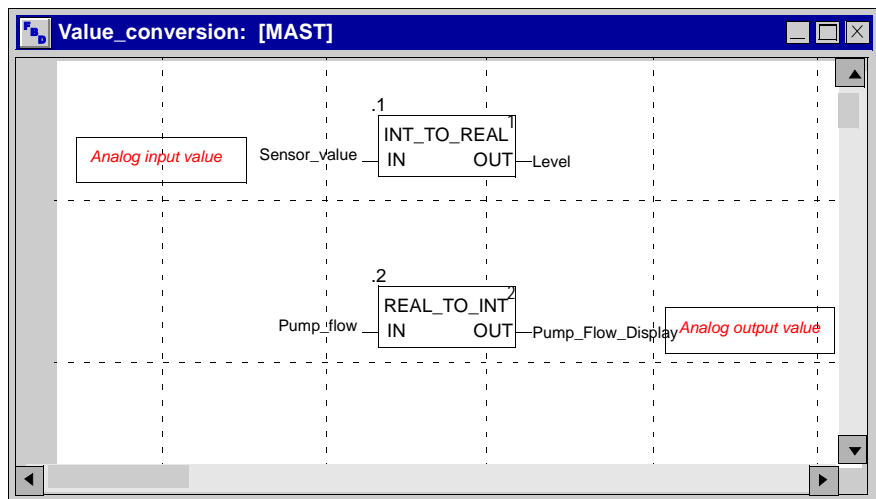 FBD Value_conversion: [MAST]
.1
1
INT_TO_REAL
Analog input value Sensor_value IN OUT Level
.2
2
REAL_TO_INT
Pump_flow IN OUT Pump_Flow_Display Analog output value